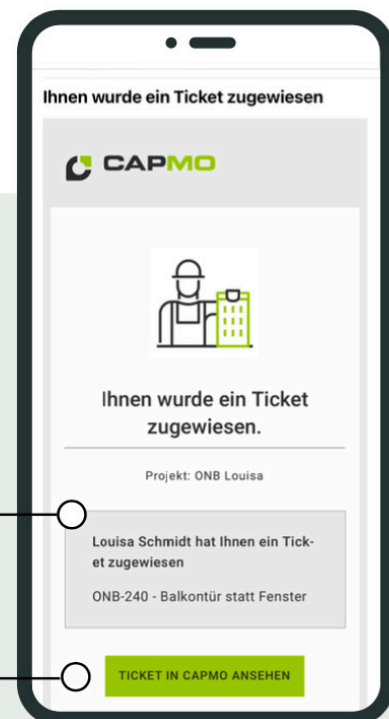 Ihnen wurde ein Ticket zugewiesen
CAPMO
Ihnen wurde ein Ticket
zugewiesen.
Projekt: ONB Louisa
Louisa Schmidt hat Ihnen ein Tick-
et zugewiesen
ONB-240 - Balkontür statt Fenster
TICKET IN CAPMO ANSEHEN